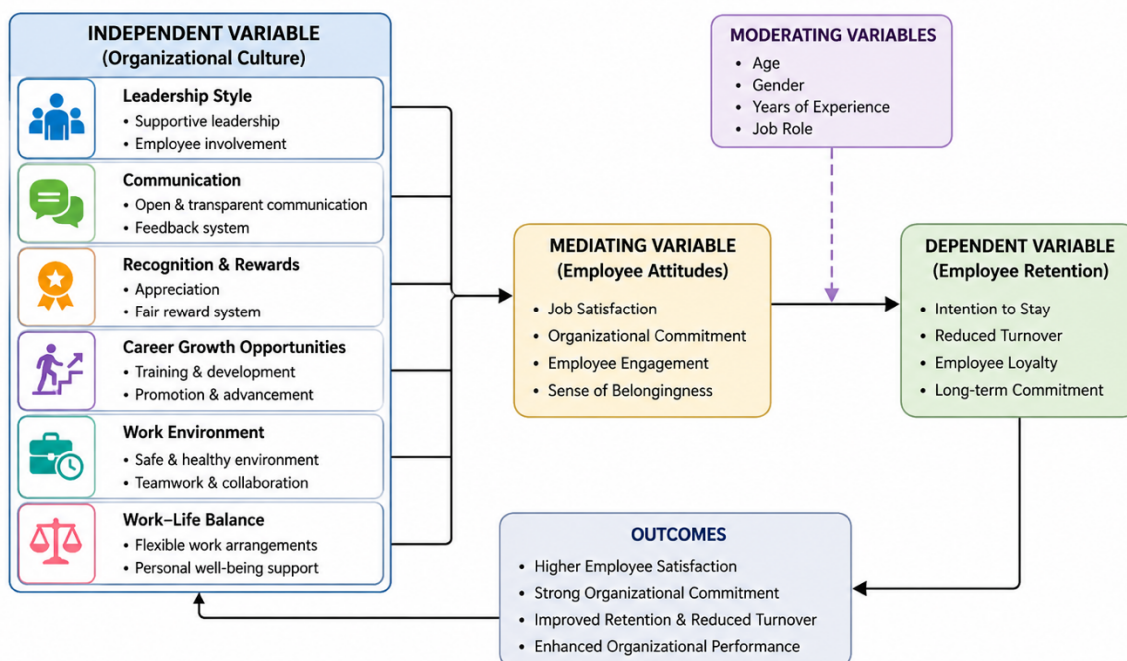 INDEPENDENT VARIABLE
(Organizational Culture)
Leadership Style
• Supportive leadership
• Employee involvement
Communication
• Open & transparent communication
• Feedback system
Recognition & Rewards
• Appreciation
• Fair reward system
Career Growth Opportunities
• Training & development
• Promotion & advancement
Work Environment
• Safe & healthy environment
• Teamwork & collaboration
Work–Life Balance
• Flexible work arrangements
• Personal well-being support
MODERATING VARIABLES
• Age
• Gender
• Years of Experience
• Job Role
MEDIATING VARIABLE
(Employee Attitudes)
• Job Satisfaction
• Organizational Commitment
• Employee Engagement
• Sense of Belongingness
DEPENDENT VARIABLE
(Employee Retention)
• Intention to Stay
• Reduced Turnover
• Employee Loyalty
• Long-term Commitment
OUTCOMES
• Higher Employee Satisfaction
• Strong Organizational Commitment
• Improved Retention & Reduced Turnover
• Enhanced Organizational Performance